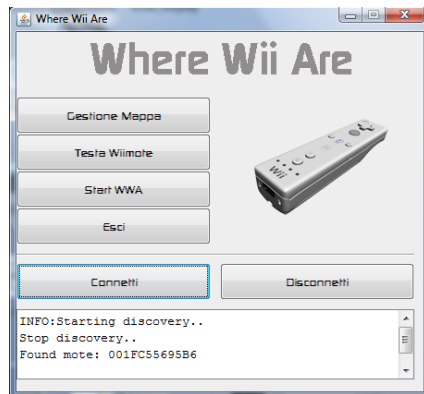 Where Wii Are
Where Wii Are
Gestione Mappa
Testa Wiimote
Start WWA
Esci
Wii
Connetti
Disconnetti
INFO:Starting discovery..
Stop discovery..
Found mote: 001FC55695B6